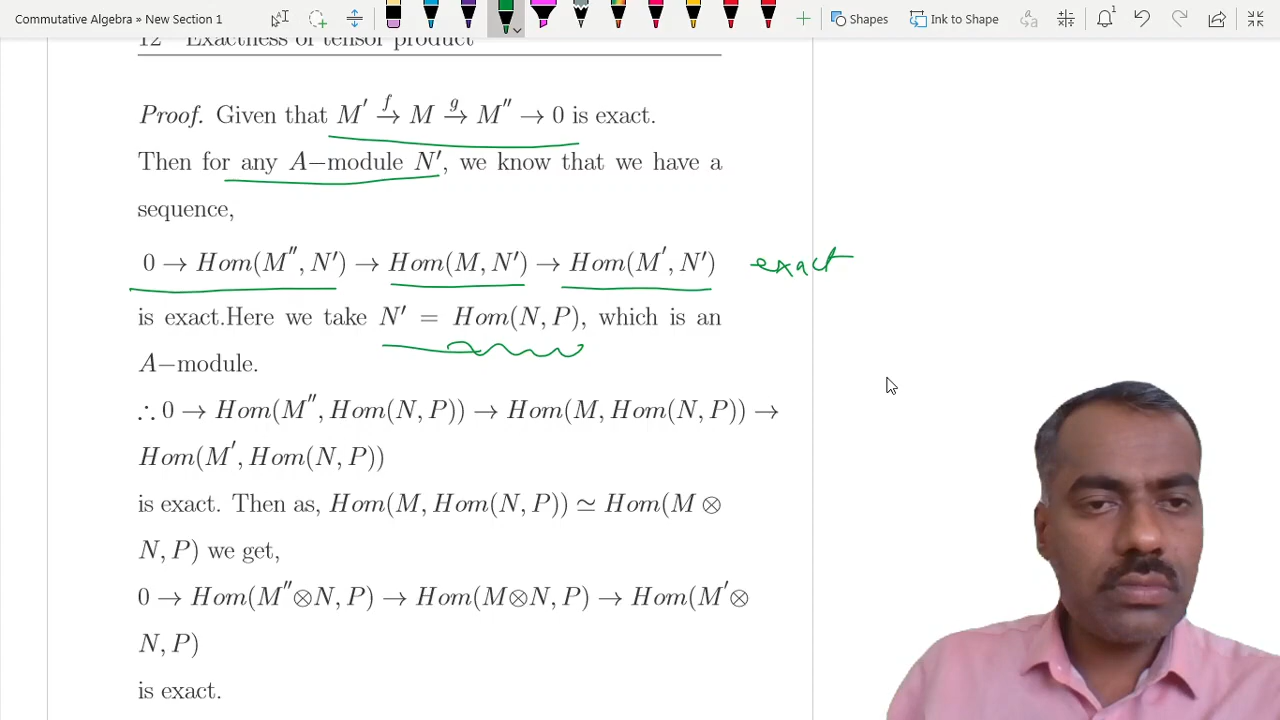 Commutative Algebra » New Section 1
Shapes
Ink to Shape
12 Exactness of tensor product
Proof. Given that M′ →f M →g M″ → 0 is exact.
Then for any A−module N′, we know that we have a
sequence,
0 → Hom(M″, N′) → Hom(M, N′) → Hom(M′, N′) exact
is exact.Here we take N′ = Hom(N, P), which is an
A−module.
∴ 0 → Hom(M″, Hom(N, P)) → Hom(M, Hom(N, P)) →
Hom(M′, Hom(N, P))
is exact. Then as, Hom(M, Hom(N, P)) ≃ Hom(M ⊗
N, P) we get,
0 → Hom(M″⊗N, P) → Hom(M⊗N, P) → Hom(M′⊗
N, P)
is exact.